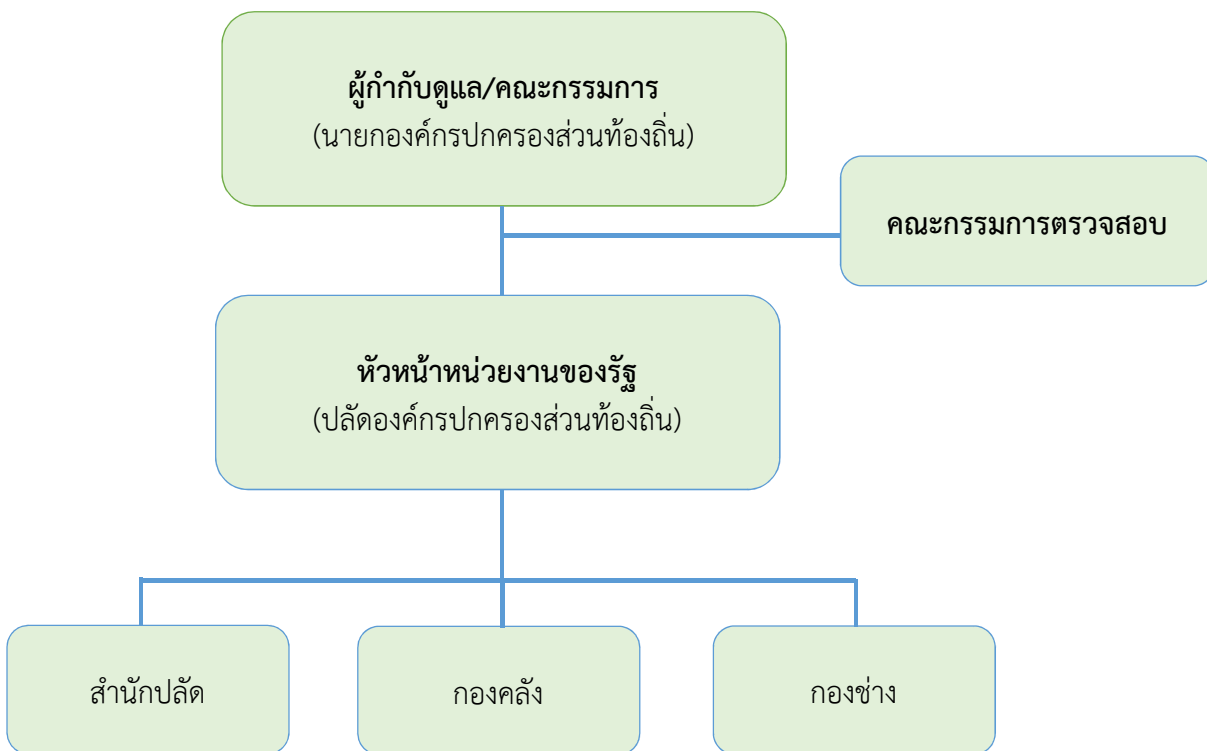 ผู้กำกับดูแล/คณะกรรมการ
(นายกองค์กรปกครองส่วนท้องถิ่น)
คณะกรรมการตรวจสอบ
หัวหน้าหน่วยงานของรัฐ
(ปลัดองค์กรปกครองส่วนท้องถิ่น)
สำนักปลัด
กองคลัง
กองช่าง